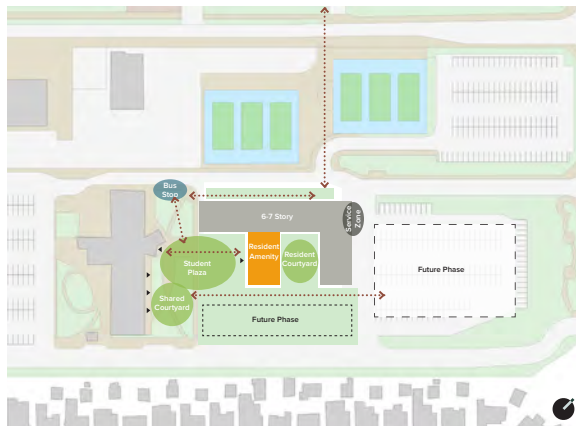 Bus
Stop
6-7 Story
Service
Zone
Resident
Amenity
Resident
Courtyard
Student
Plaza
Shared
Courtyard
Future Phase
Future Phase